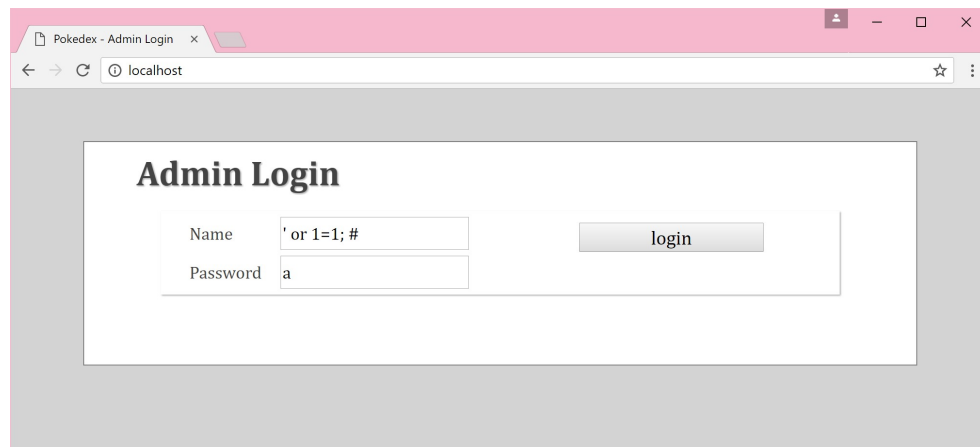 Pokedex - Admin Login
localhost
Admin Login
Name ' or 1=1; # login
Password a